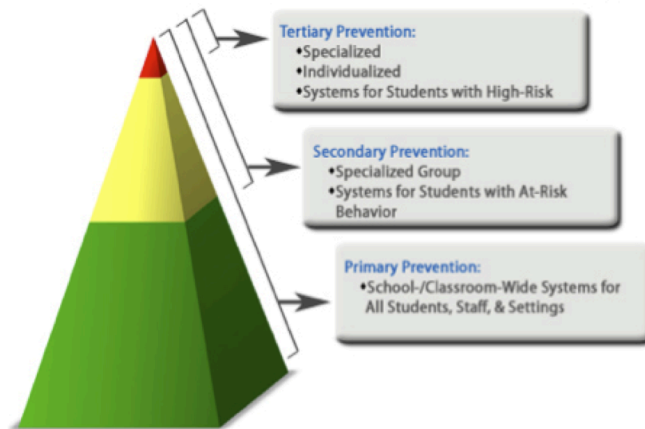 Tertiary Prevention:
♦Specialized
♦Individualized
♦Systems for Students with High-Risk
Secondary Prevention:
♦Specialized Group
♦Systems for Students with At-Risk
Behavior
Primary Prevention:
♦School-/Classroom-Wide Systems for
All Students, Staff, & Settings